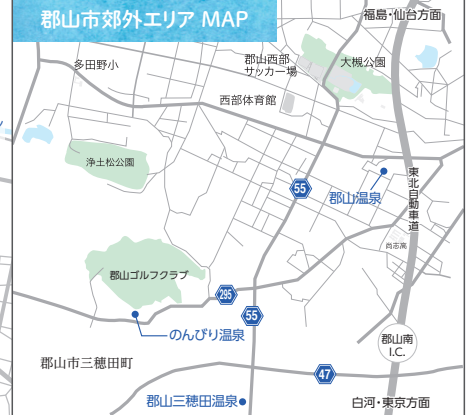 郡山市郊外エリア MAP
福島・仙台方面
多田野小
郡山西部
サッカー場
大槻公園
西部体育館
浄土松公園
55
郡山温泉
東北自動車道
尚志高
郡山ゴルフクラブ
295
55
のんびり温泉
郡山南
I.C.
郡山市三穂田町
47
郡山三穂田温泉
白河・東京方面